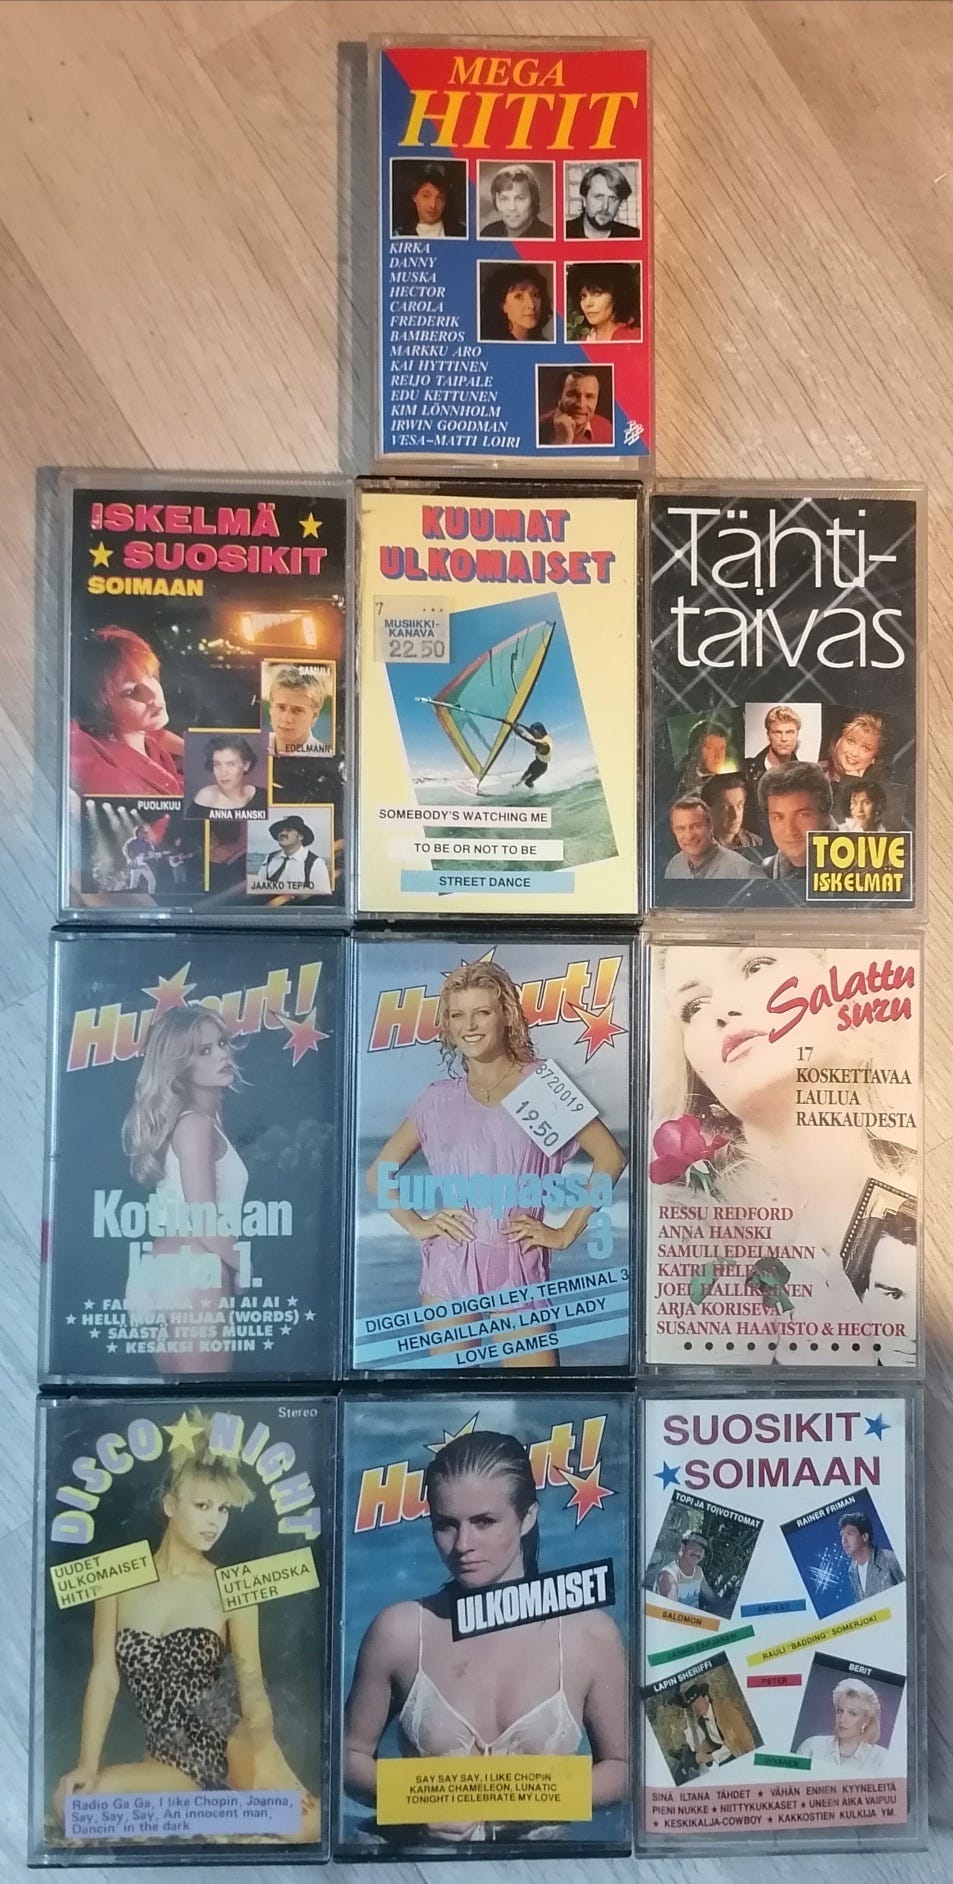 MEGA
HITIT
KIRKA
DANNY
MUSKA
HECTOR
CAROLA
FREDERIK
BAMBEROS
MARKKU ARO
KAI HYTTINEN
REIJO TAIPALE
EDU KETTUNEN
KIM LÖNNHOLM
IRWIN GOODMAN
VESA-MATTI LOIRI
ISKELMÄ
SUOSIKIT
SOIMAAN
SAMULI
EDELMANN
PUOLIKUU
ANNA HANSKI
JAAKKO TEPPO
KUUMAT
ULKOMAISET
7
MUSIIKKI-
KANAVA
22.50
SOMEBODY'S WATCHING ME
TO BE OR NOT TO BE
STREET DANCE
Tähti-
taivas
TOIVE
ISKELMÄT
Kotimaan
1.
AI AI AI
HELLI MUA HILJAA (WORDS)
SÄÄSTÄ ITSES MULLE
KESÄKSI KOTIIN
8720019
19.50
Euroopassa
3
DIGGI LOO DIGGI LEY, TERMINAL 3
HENGAILLAAN, LADY LADY
LOVE GAMES
Salattu
suru
17
KOSKETTAVAA
LAULUA
RAKKAUDESTA
RESSU REDFORD
ANNA HANSKI
SAMULI EDELMANN
KATRI HELENA
JOEL HALLIKAINEN
ARJA KORISEVA
SUSANNA HAAVISTO & HECTOR
Stereo
DISCO NIGHT
UUDET
ULKOMAISET
HITIT
NYA
UTLÄNDSKA
HITTER
Radio Ga Ga, I like Chopin, Joanna,
Say, Say, Say, An innocent man,
Dancin' in the dark
ULKOMAISET
SAY SAY SAY, I LIKE CHOPIN
KARMA CHAMELEON, LUNATIC
TONIGHT I CELEBRATE MY LOVE
SUOSIKIT
SOIMAAN
TOPI JA TOIVOTTOMAT
RAINER FRIMAN
SALOMON
AMULET
JARNO SARJANEN
RAULI "BADDING" SOMERJOKI
LAPIN SHERIFFI
PETER
BERIT
SINÄ ILTANA TÄHDET ★ VÄHÄN ENNEN KYYNELEITÄ
PIENI NUKKE ★ NIITTYKUKKASET ★ UNEEN AIKA VAIPUU
★ KESKIKALJA-COWBOY ★ KAKKOSTIEN KULKIJA YM.